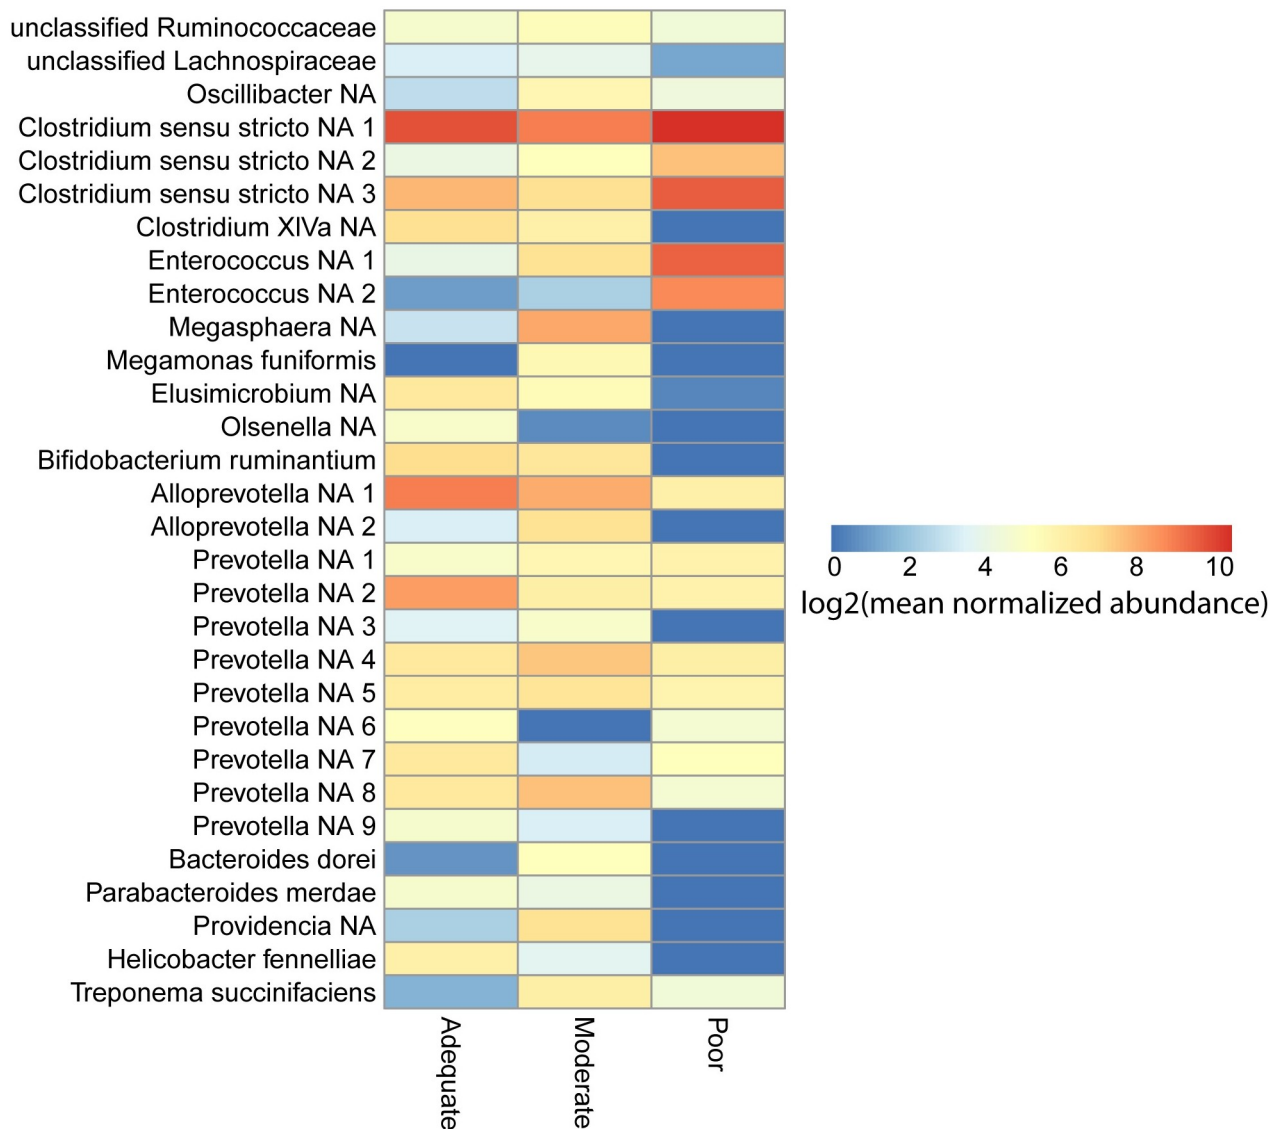 unclassified Ruminococcaceae
unclassified Lachnospiraceae
Oscillibacter NA
Clostridium sensu stricto NA 1
Clostridium sensu stricto NA 2
Clostridium sensu stricto NA 3
Clostridium XlVa NA
Enterococcus NA 1
Enterococcus NA 2
Megasphaera NA
Megamonas funiformis
Elusimicrobium NA
Olsenella NA
Bifidobacterium ruminantium
Alloprevotella NA 1
Alloprevotella NA 2
Prevotella NA 1
Prevotella NA 2
Prevotella NA 3
Prevotella NA 4
Prevotella NA 5
Prevotella NA 6
Prevotella NA 7
Prevotella NA 8
Prevotella NA 9
Bacteroides dorei
Parabacteroides merdae
Providencia NA
Helicobacter fennelliae
Treponema succinifaciens
Adequate
Moderate
Poor
0 2 4 6 8 10
log2(mean normalized abundance)